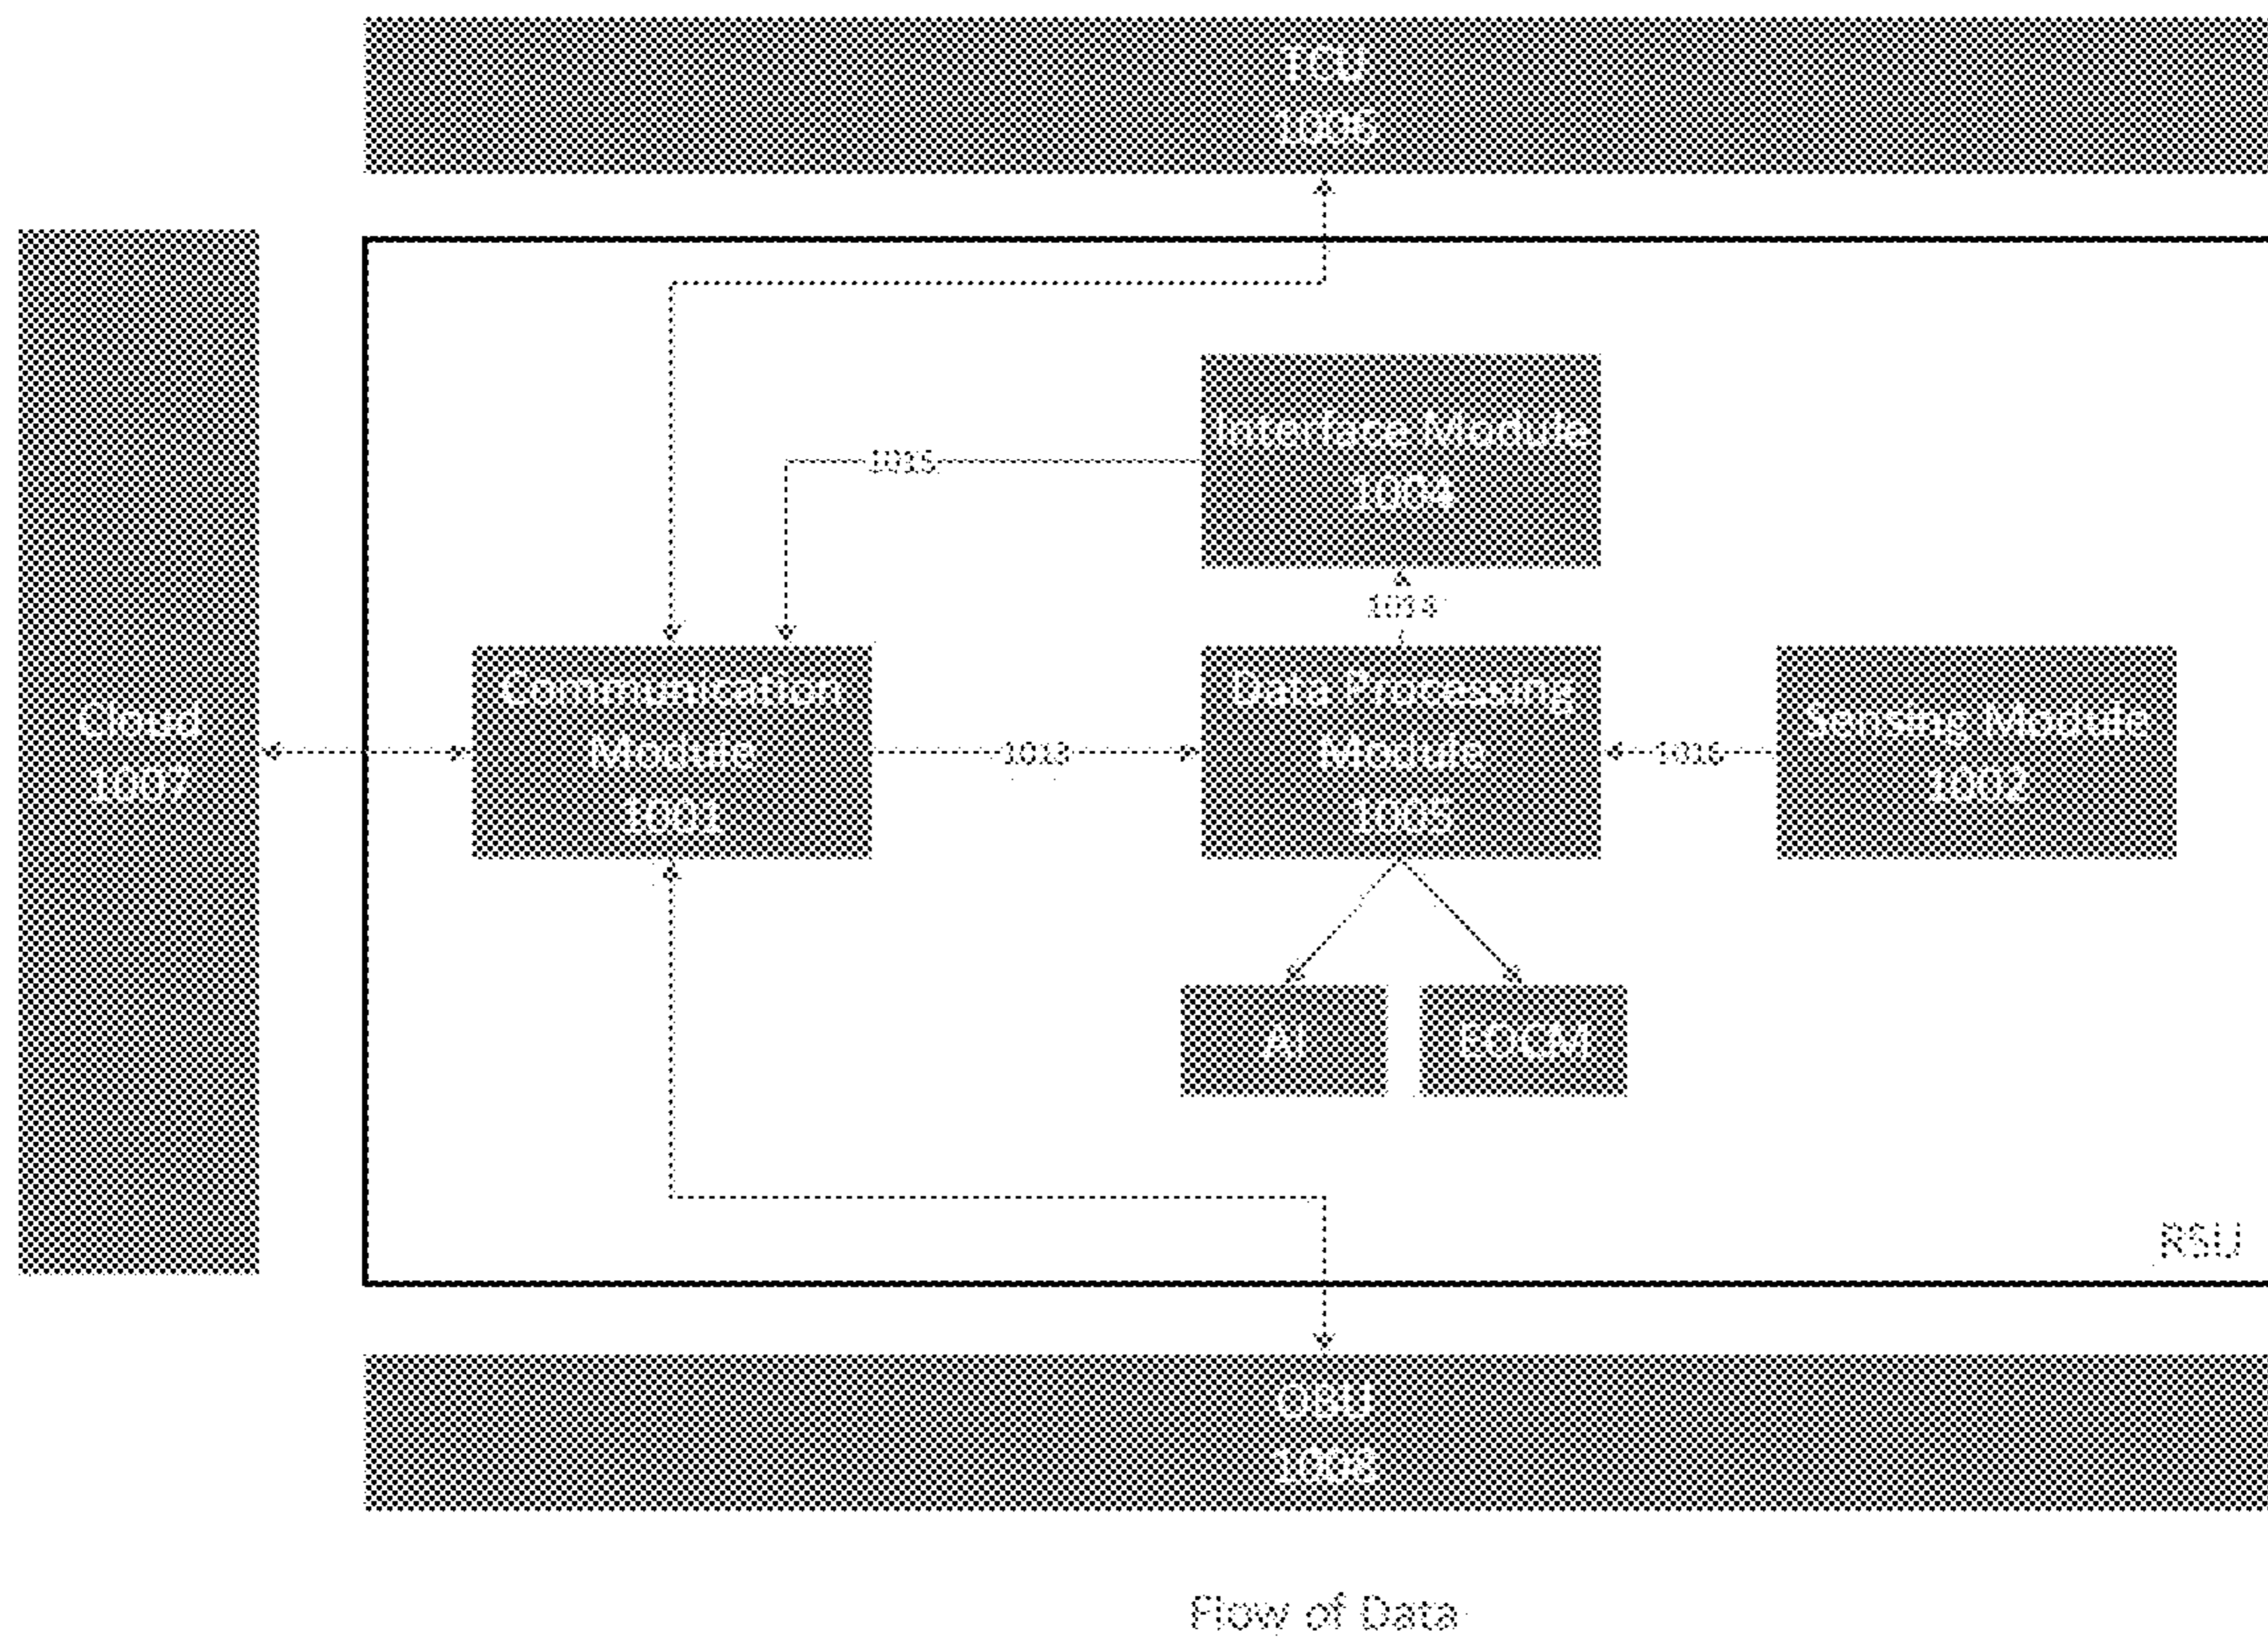 TCU
1006
Interface Module
1004
1015
1014
Cloud
1007
Communication
Module
1001
1013
Data Processing
Module
1005
1016
Sensing Module
1002
AI
EOCM
RSU
OBU
1008
Flow of Data